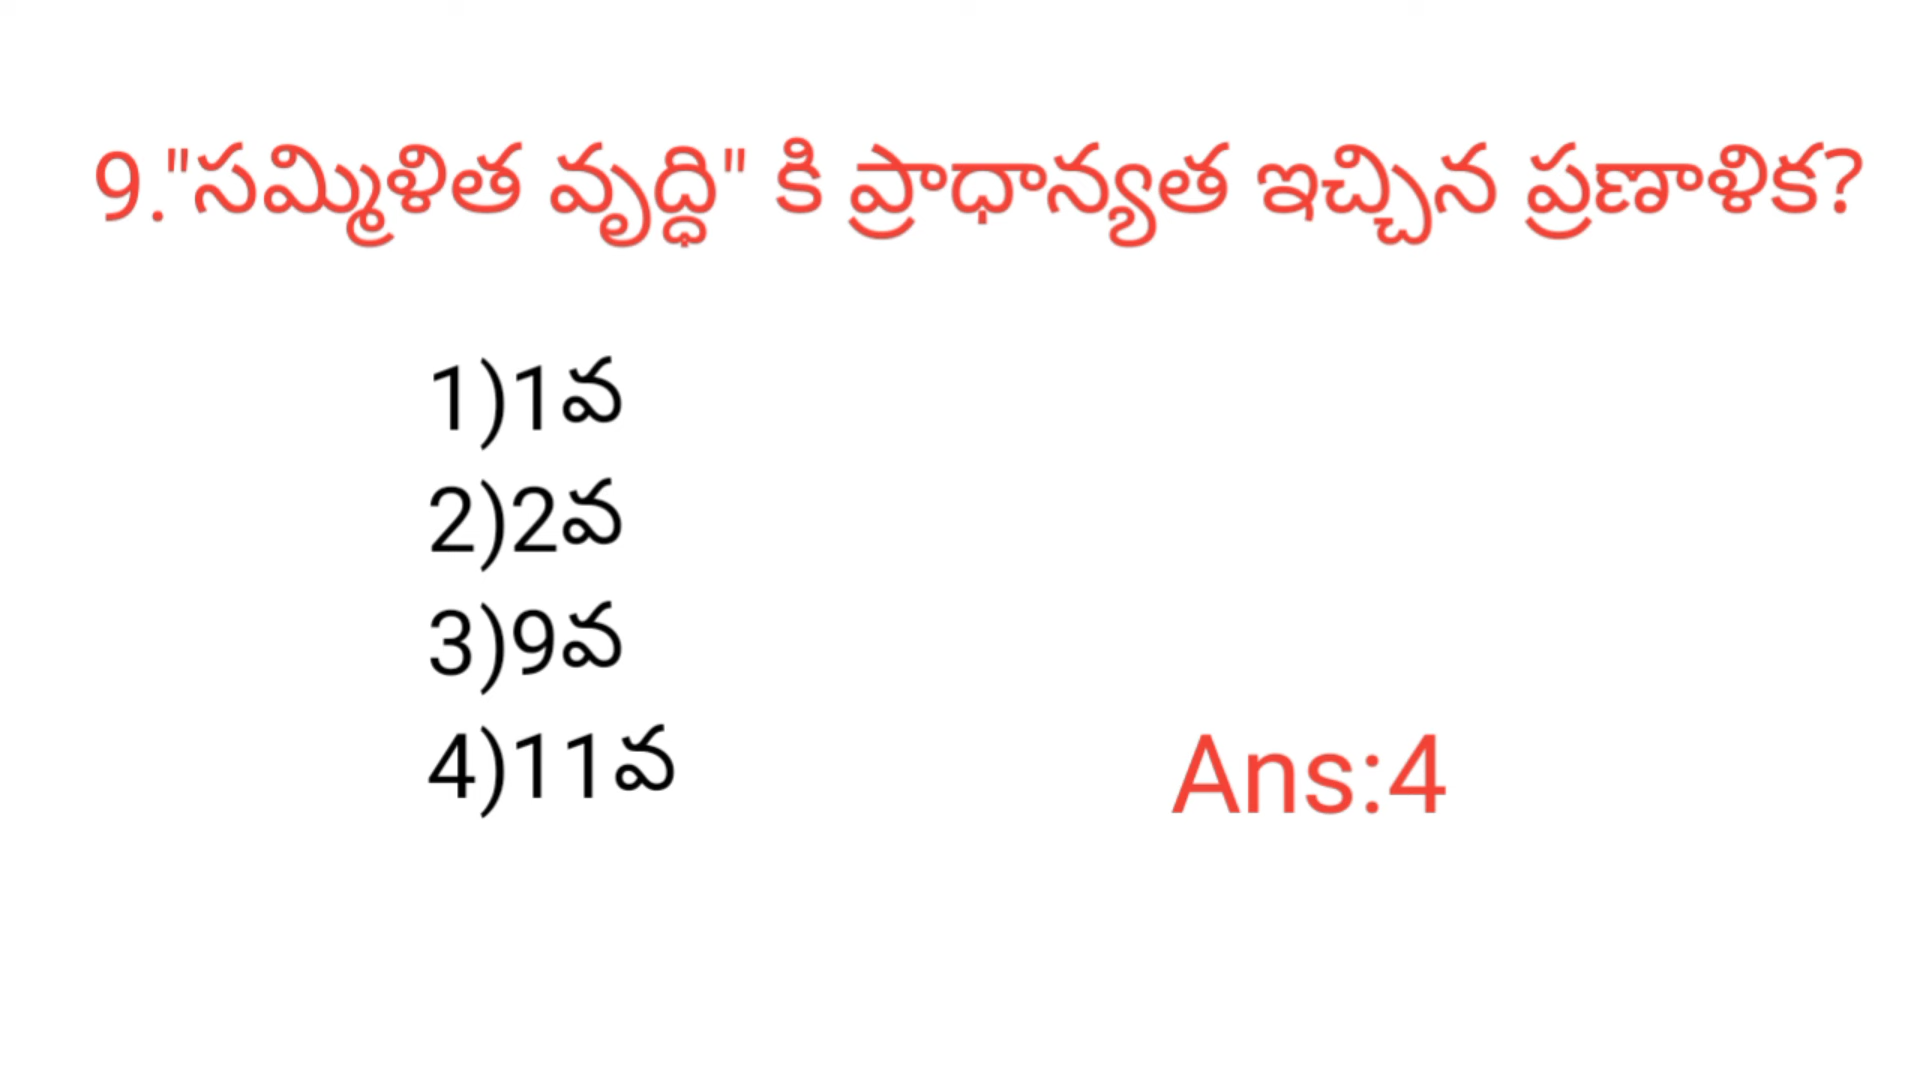 9."సమ్మిళిత వృద్ధి" కి ప్రాధాన్యత ఇచ్చిన ప్రణాళిక?
1)1వ
2)2వ
3)9వ
4)11వ
Ans:4